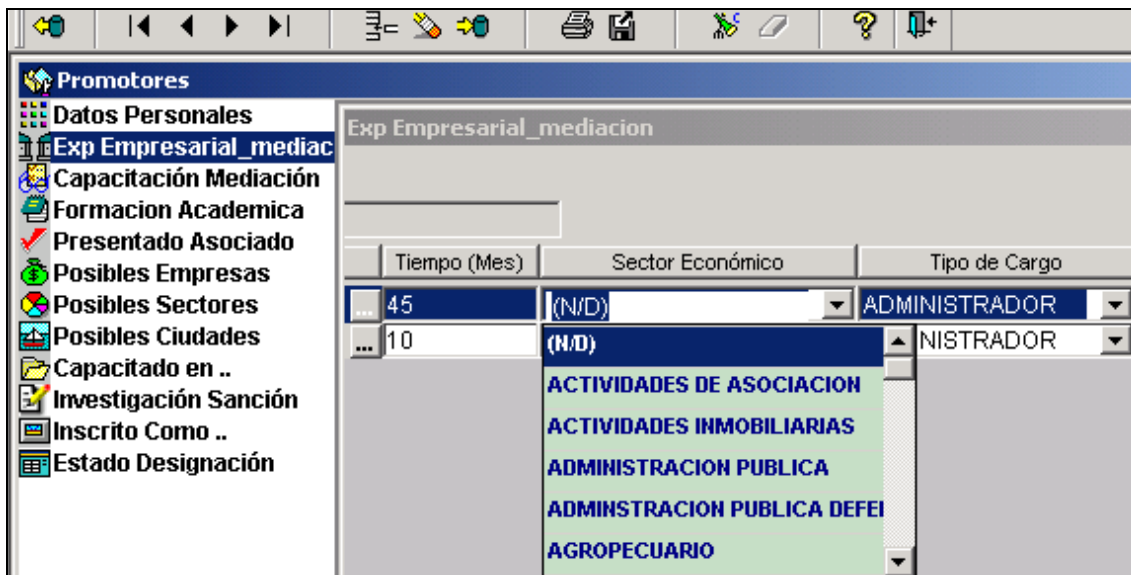 Promotores
Datos Personales
Exp Empresarial_mediac
Capacitación Mediación
Formacion Academica
Presentado Asociado
Posibles Empresas
Posibles Sectores
Posibles Ciudades
Capacitado en ..
Investigación Sanción
Inscrito Como ..
Estado Designación
Exp Empresarial_mediacion
Tiempo (Mes) Sector Económico Tipo de Cargo
... 45 (N/D) ADMINISTRADOR
... 10 NISTRADOR
(N/D)
ACTIVIDADES DE ASOCIACION
ACTIVIDADES INMOBILIARIAS
ADMINISTRACION PUBLICA
ADMINSTRACION PUBLICA DEFEI
AGROPECUARIO